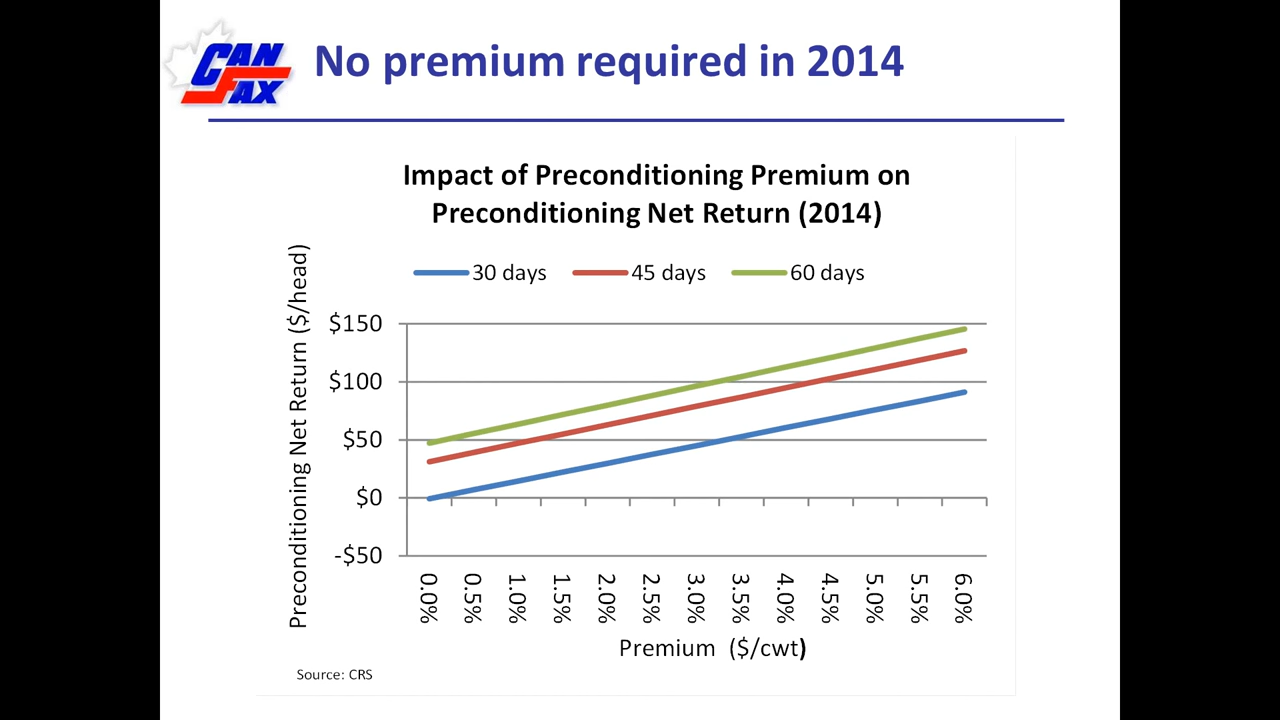 CAN
FAX
No premium required in 2014
Impact of Preconditioning Premium on
Preconditioning Net Return (2014)
30 days 45 days 60 days
Preconditioning Net Return ($/head)
$150
$100
$50
$0
-$50
0.0% 0.5% 1.0% 1.5% 2.0% 2.5% 3.0% 3.5% 4.0% 4.5% 5.0% 5.5% 6.0%
Premium ($/cwt)
Source: CRS